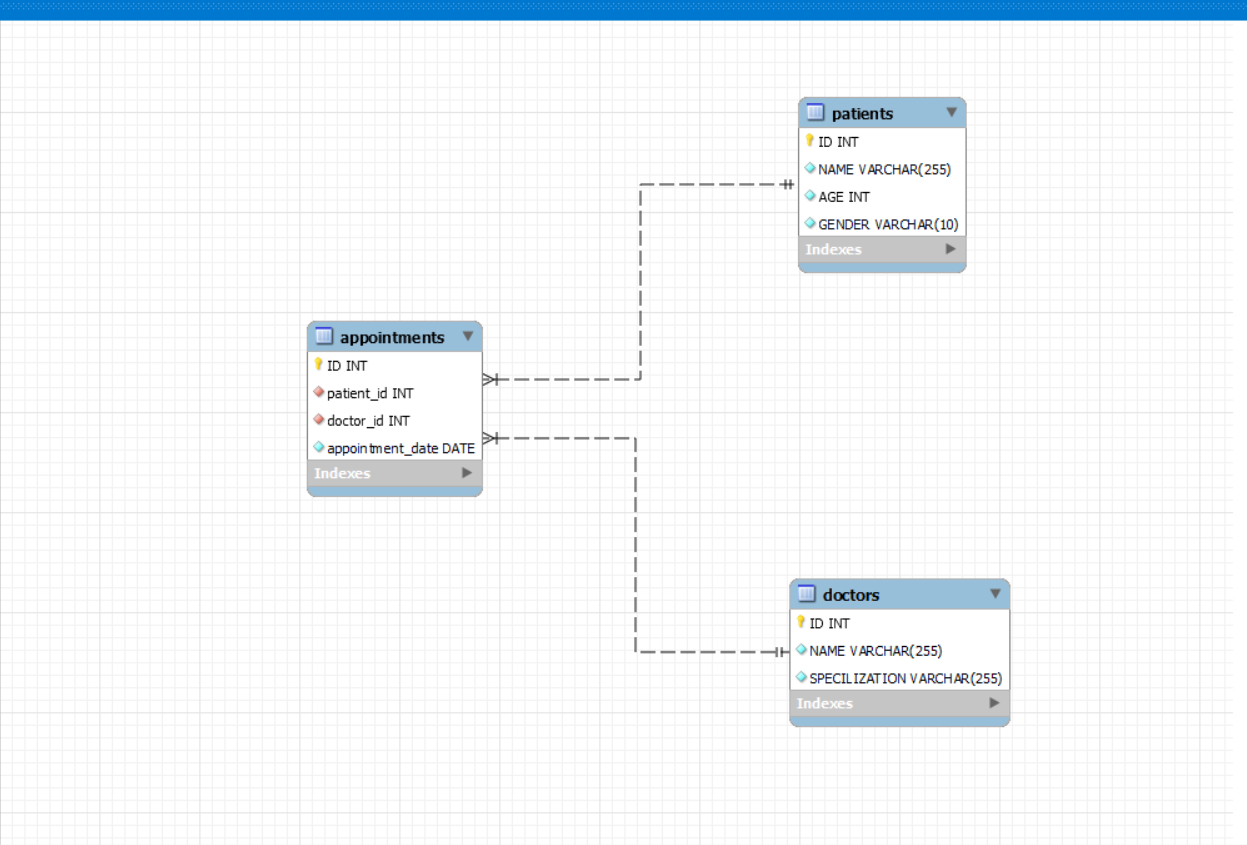 patients
ID INT
NAME VARCHAR(255)
AGE INT
GENDER VARCHAR(10)
Indexes
appointments
ID INT
patient_id INT
doctor_id INT
appointment_date DATE
Indexes
doctors
ID INT
NAME VARCHAR(255)
SPECILIZATION VARCHAR(255)
Indexes